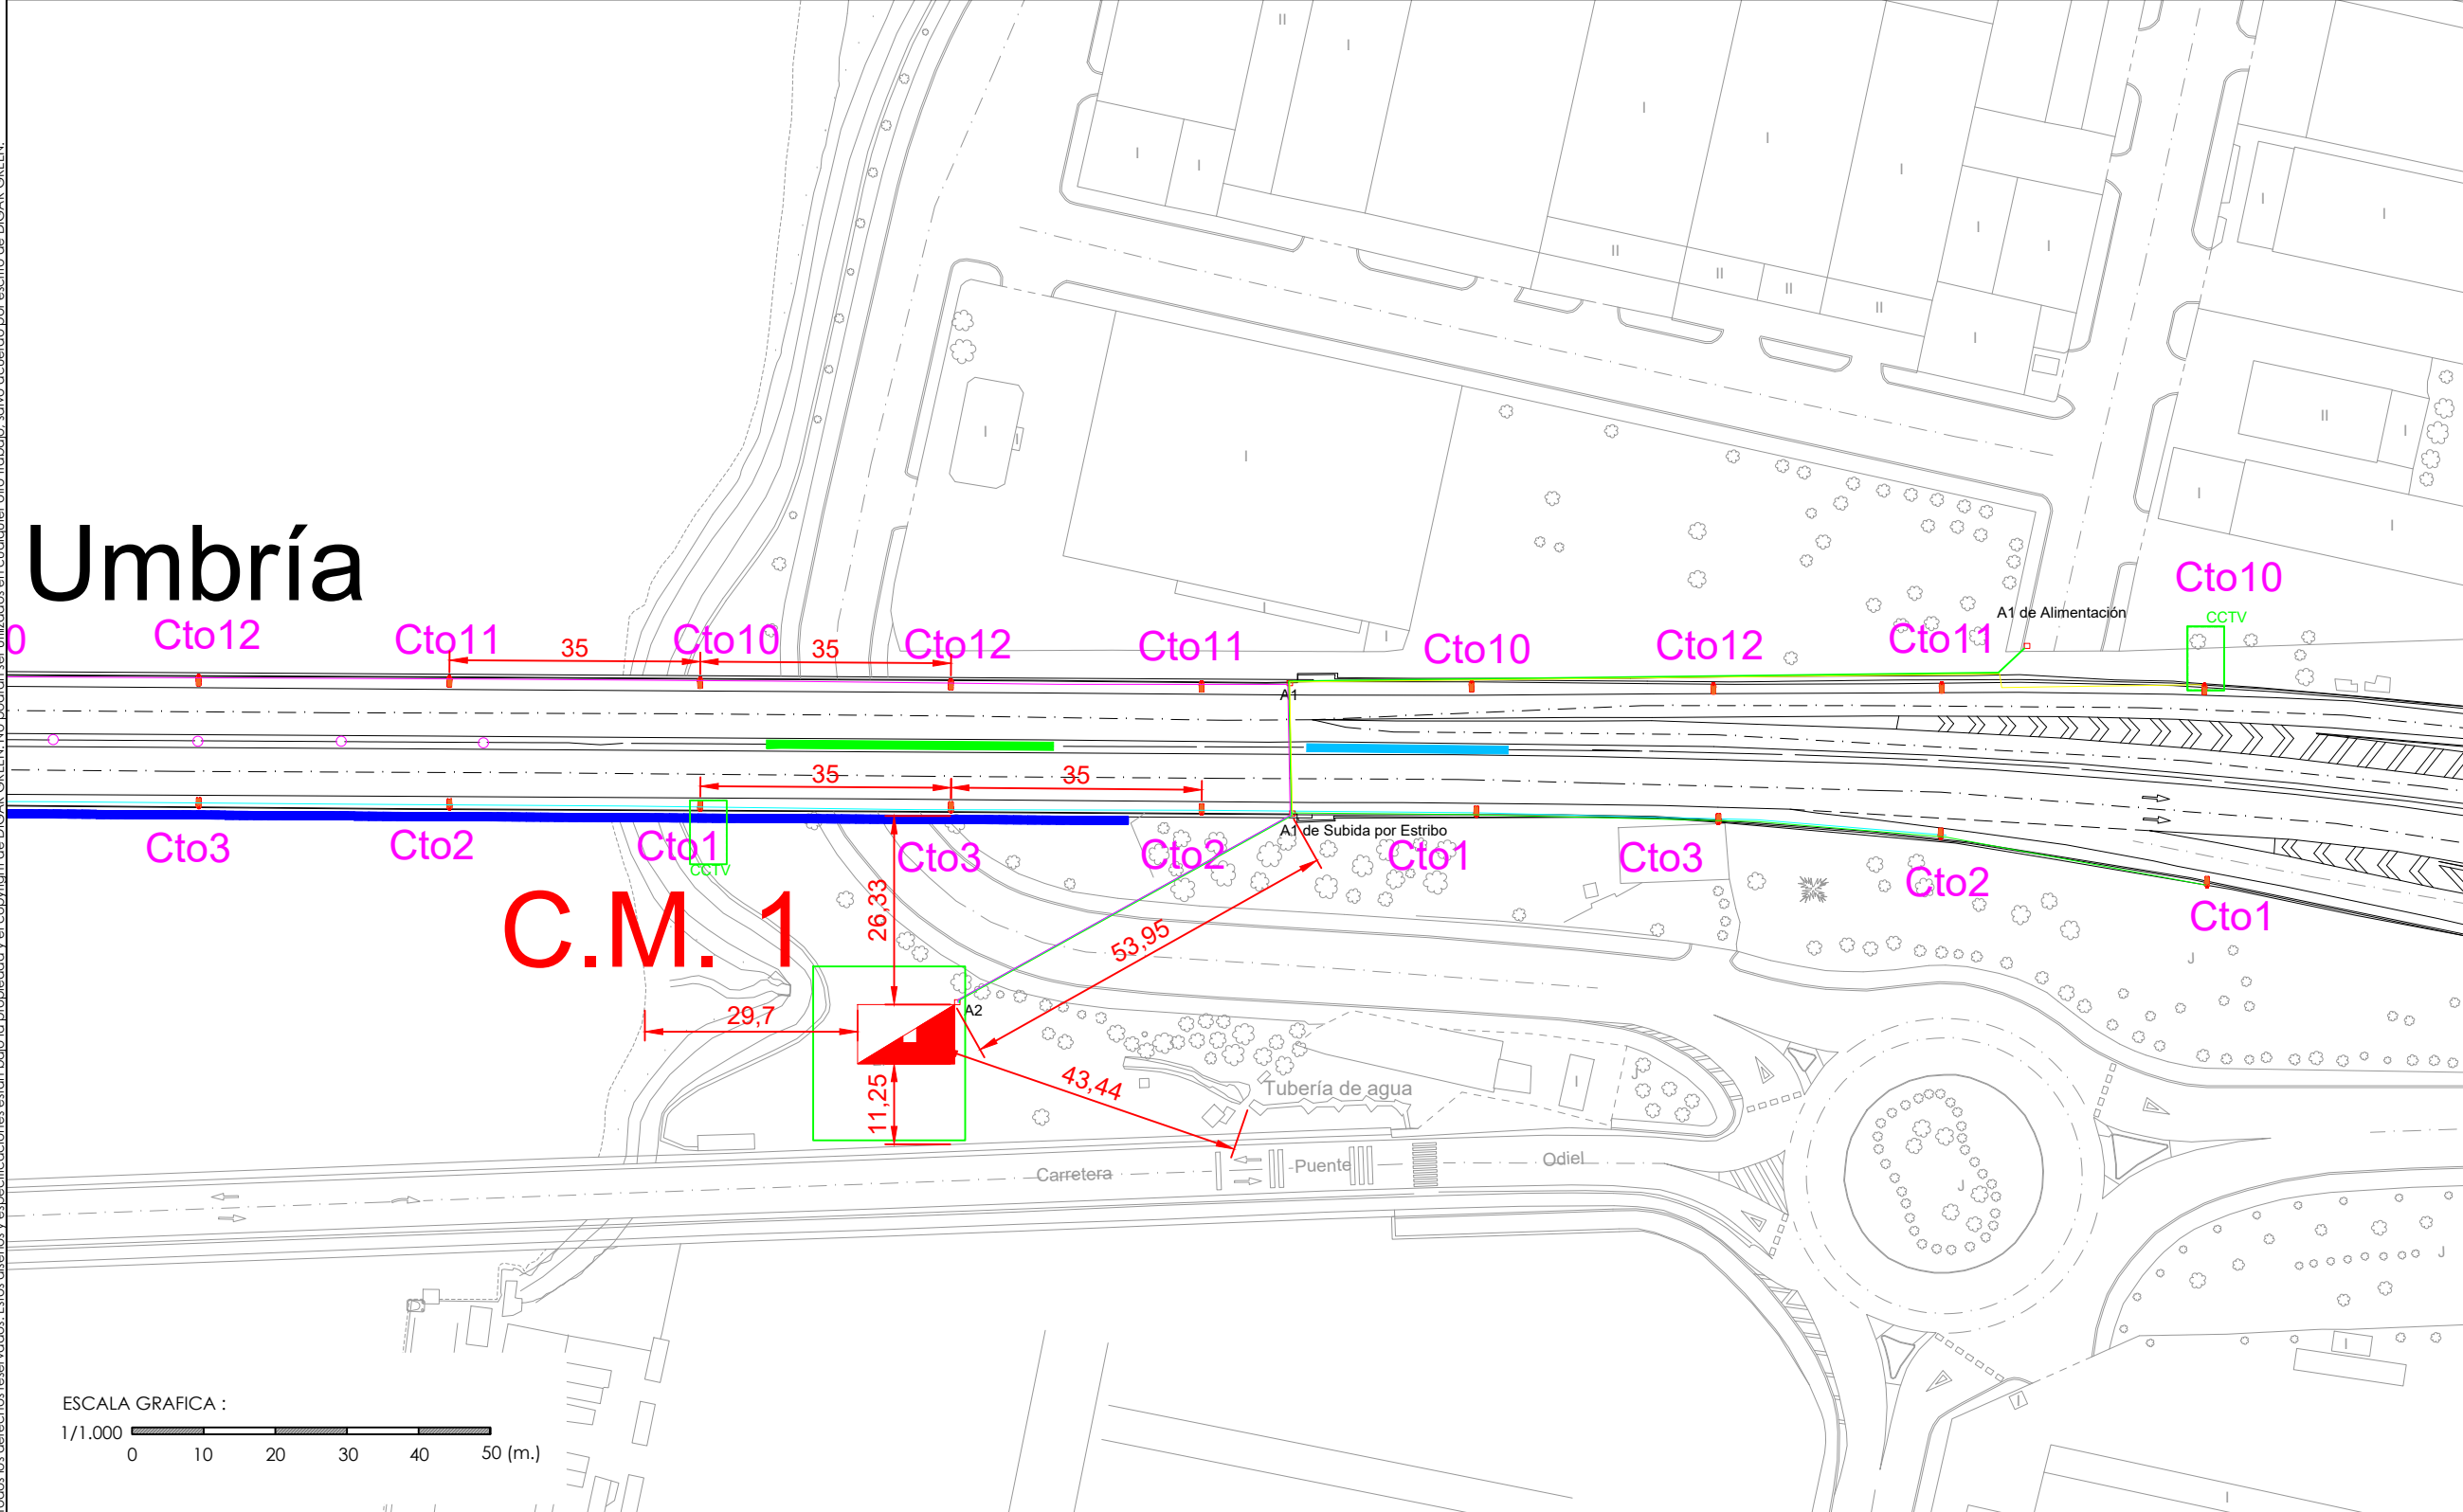 Umbría
Cto10
CCTV
A1 de Alimentación
0
Cto12
Cto11
35
Cto10
35
Cto12
Cto11
Cto10
Cto12
Cto11
A1
35
35
A1 de Subida por Estribo
Cto3
Cto2
Cto1
CCTV
Cto3
Cto2
Cto1
Cto3
Cto2
Cto1
C.M. 1
26,33
53,95
A2
29,7
11,25
43,44
Tubería de agua
Carretera
Puente
Odiel
ESCALA GRAFICA :
1/1.000
0 10 20 30 40 50 (m.)
I
II
J